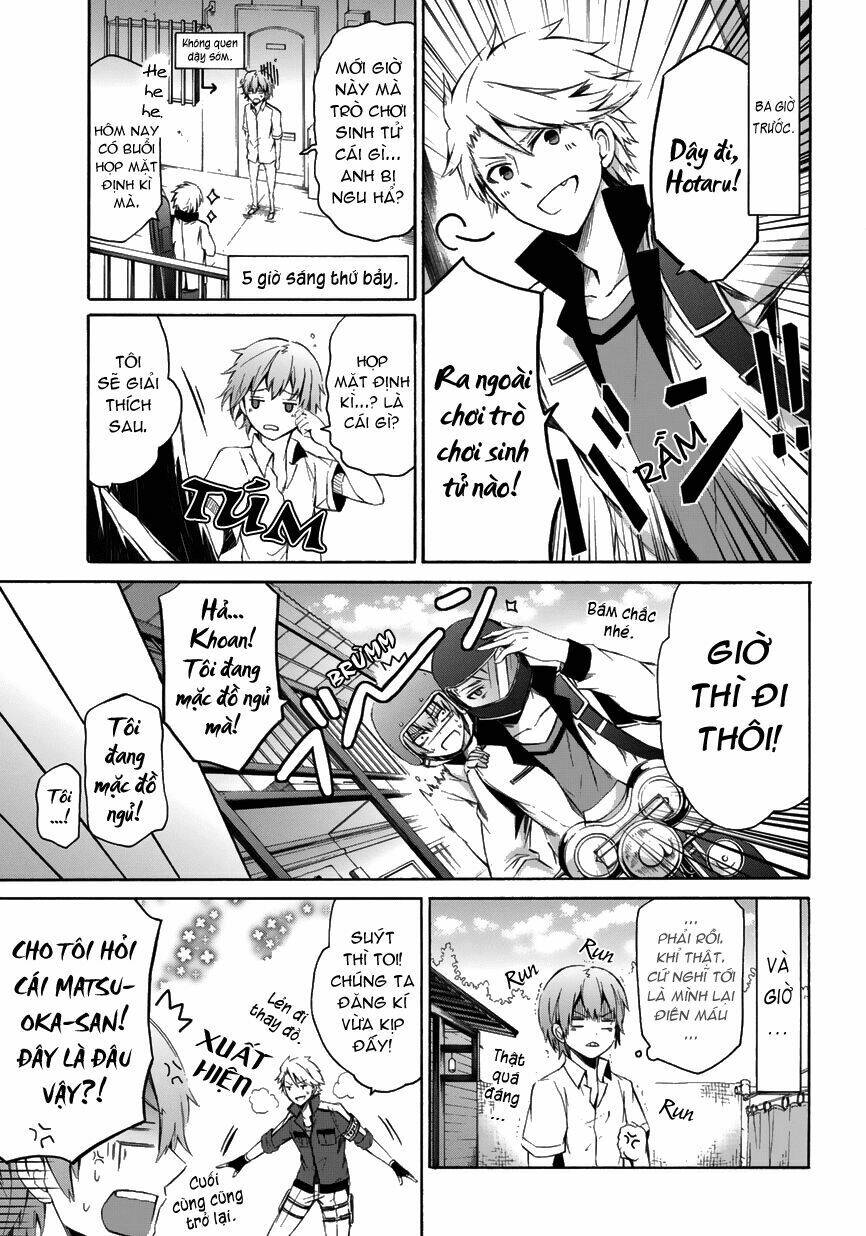 BA GIỜ
TRƯỚC.
Dậy đi,
Hotaru!
Ra ngoài
chơi trò
chơi sinh
tử nào!
RẦM
MỚI GIỜ
NÀY MÀ
TRÒ CHƠI
SINH TỬ
CÁI GÌ...
ANH BỊ
NGU HẢ?
Không quen
dậy sớm.
He
he
he.
HÔM NAY
CÓ BUỔI
HỌP MẶT
ĐỊNH KÌ
MÀ.
5 giờ sáng thứ bảy.
HỌP
MẶT ĐỊNH
KÌ...? LÀ
CÁI GÌ?
TÔI
SẼ GIẢI
THÍCH
SAU.
TÚM
GIỜ
THÌ ĐI
THÔI!
Bám chắc
nhé.
BRÙMM
Hả...
Khoan!
Tôi đang
mặc đồ ngủ
mà!
Tôi
đang
mặc đồ
ngủ!
Tôi
....!
VÀ
GIỜ
...
...
PHẢI RỒI,
KHỈ THẬT,
CỨ NGHĨ TỚI
LÀ MÌNH LẠI
ĐIÊN MÁU
...
Run
Run
Run
Run
Thật
quá
đáng...
SUÝT
THÌ TOI!
CHÚNG TA
ĐĂNG KÍ
VỪA KỊP
ĐẤY!
Lén đi
thay đồ.
XUẤT
HIỆN
Cuối
cùng cũng
trở lại.
CHO TÔI HỎI
CÁI MATSU-
OKA-SAN!
ĐÂY LÀ ĐÂU
VẬY?!